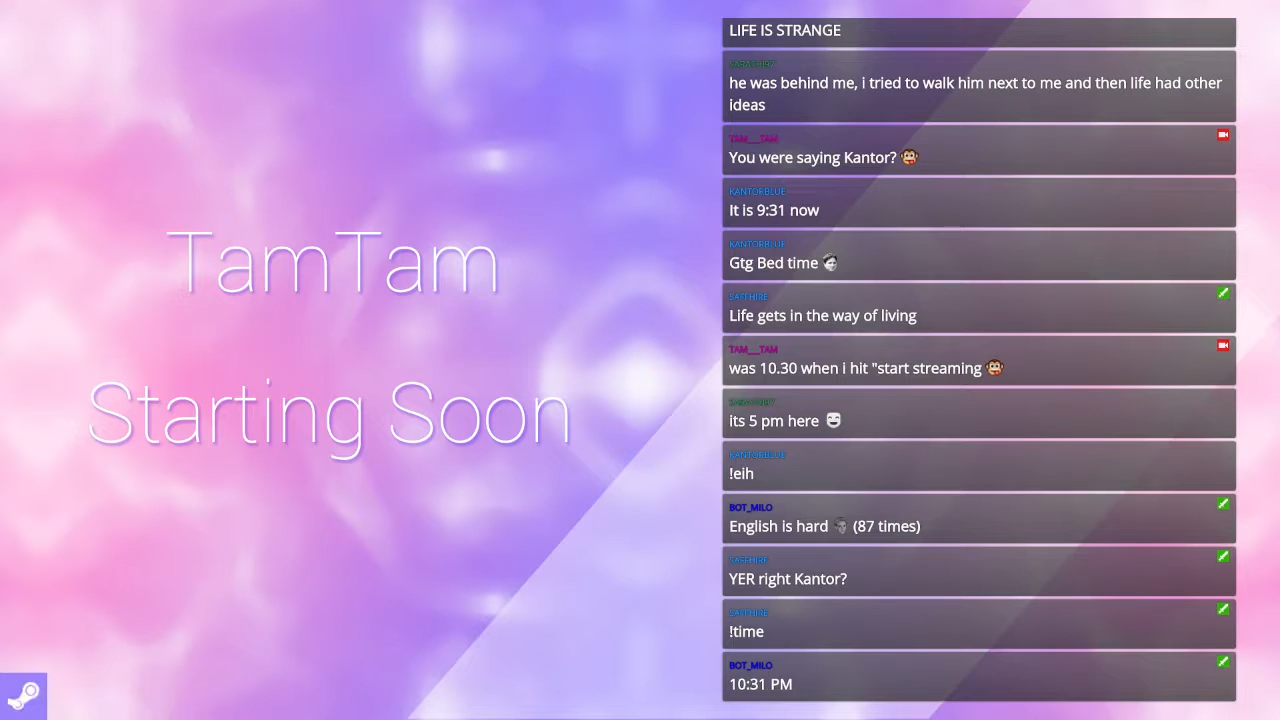 TamTam
Starting Soon
LIFE IS STRANGE
he was behind me, i tried to walk him next to me and then life had other
ideas
TAM__TAM
You were saying Kantor?
KANTORBLUE
It is 9:31 now
KANTORBLUE
Gtg Bed time
SAFFHIRE
Life gets in the way of living
TAM__TAM
was 10.30 when i hit "start streaming
its 5 pm here
KANTORBLUE
!eih
BOT_MILO
English is hard (87 times)
SAFFHIRE
YER right Kantor?
SAFFHIRE
!time
BOT_MILO
10:31 PM